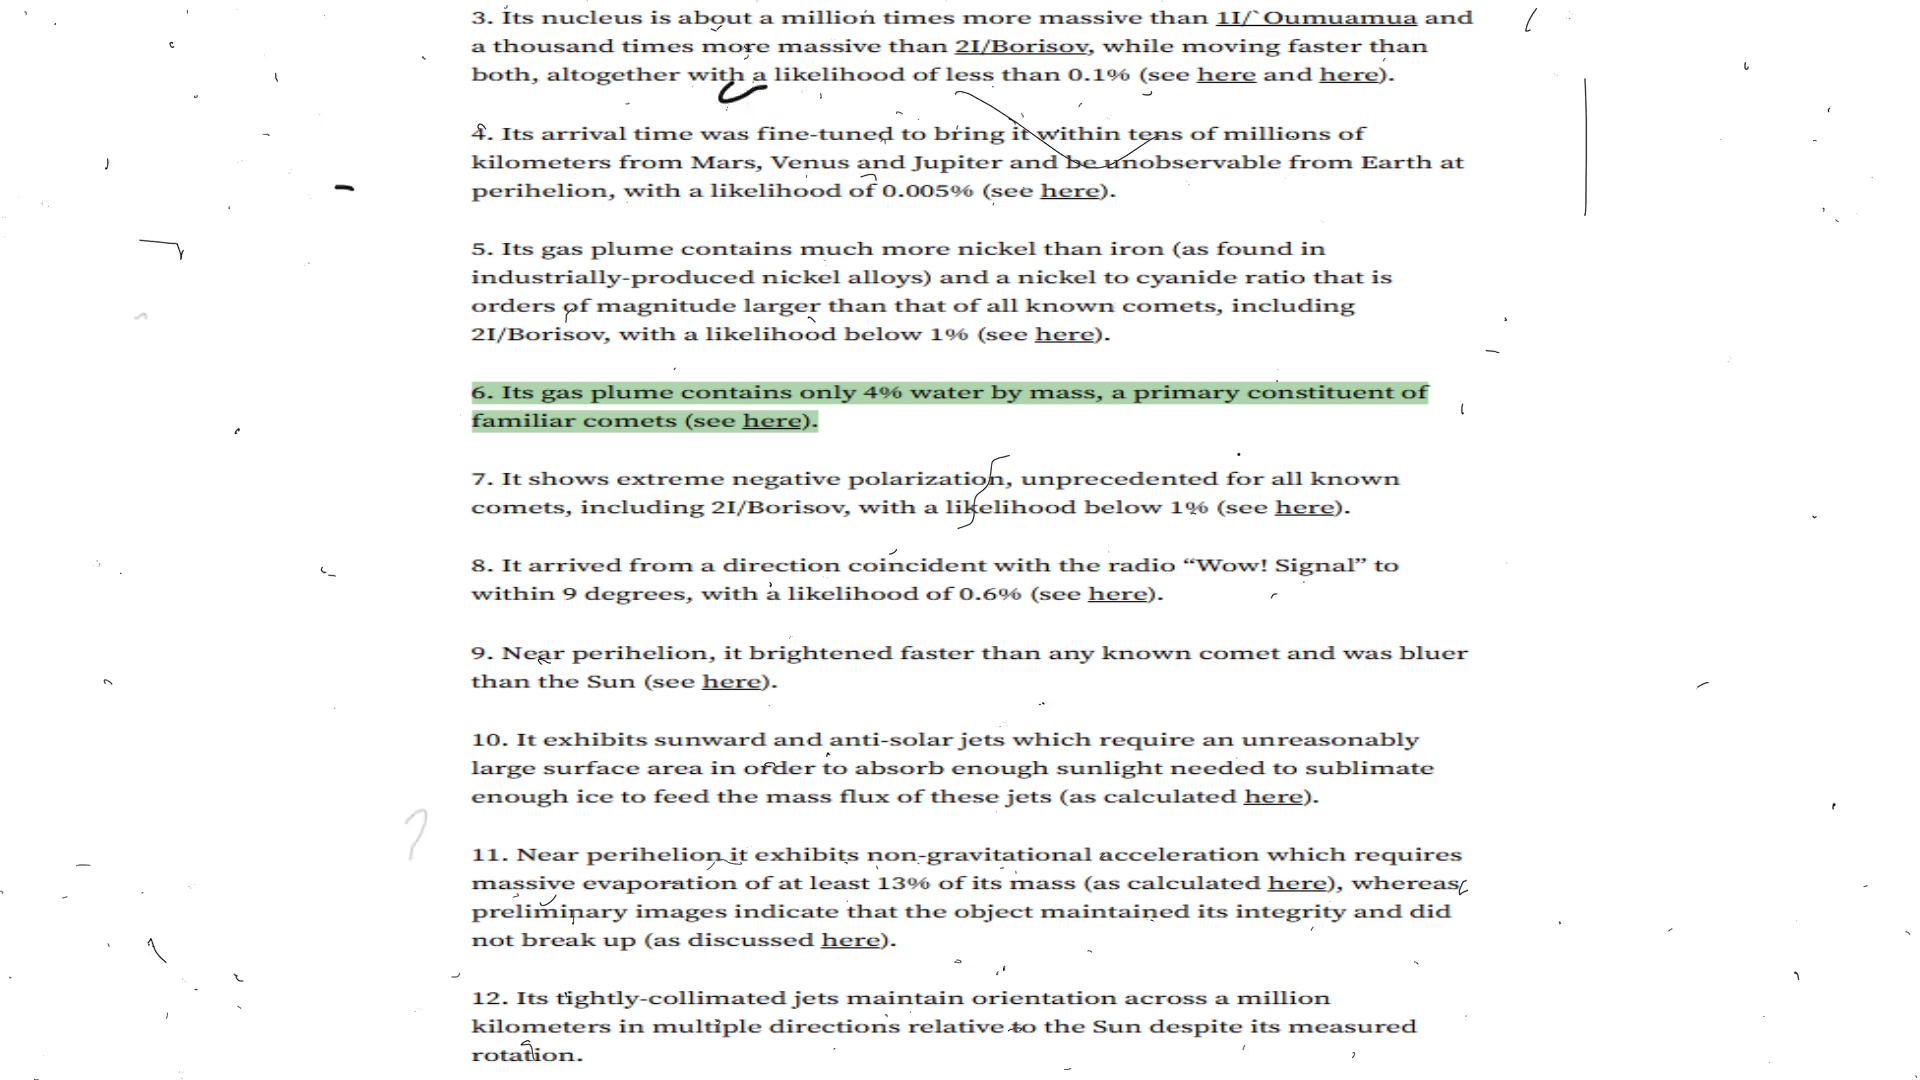 3. Its nucleus is about a million times more massive than 1I/`Oumuamua and
a thousand times more massive than 2I/Borisov, while moving faster than
both, altogether with a likelihood of less than 0.1% (see here and here).
4. Its arrival time was fine-tuned to bring it within tens of millions of
kilometers from Mars, Venus and Jupiter and be unobservable from Earth at
perihelion, with a likelihood of 0.005% (see here).
5. Its gas plume contains much more nickel than iron (as found in
industrially-produced nickel alloys) and a nickel to cyanide ratio that is
orders of magnitude larger than that of all known comets, including
2I/Borisov, with a likelihood below 1% (see here).
6. Its gas plume contains only 4% water by mass, a primary constituent of
familiar comets (see here).
7. It shows extreme negative polarization, unprecedented for all known
comets, including 2I/Borisov, with a likelihood below 1% (see here).
8. It arrived from a direction coincident with the radio “Wow! Signal” to
within 9 degrees, with a likelihood of 0.6% (see here).
9. Near perihelion, it brightened faster than any known comet and was bluer
than the Sun (see here).
10. It exhibits sunward and anti-solar jets which require an unreasonably
large surface area in order to absorb enough sunlight needed to sublimate
enough ice to feed the mass flux of these jets (as calculated here).
11. Near perihelion it exhibits non-gravitational acceleration which requires
massive evaporation of at least 13% of its mass (as calculated here), whereas
preliminary images indicate that the object maintained its integrity and did
not break up (as discussed here).
12. Its tightly-collimated jets maintain orientation across a million
kilometers in multiple directions relative to the Sun despite its measured
rotation.